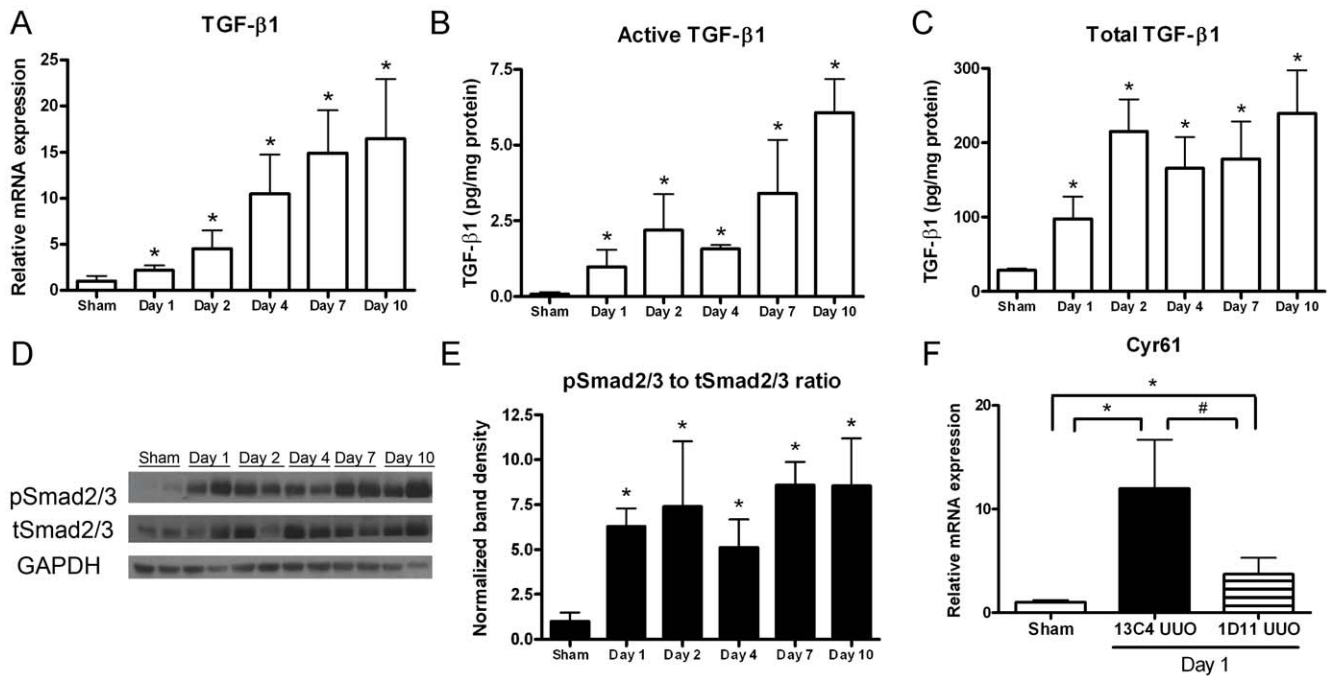 A
TGF-β1
Relative mRNA expression
25
20
15
10
5
0
* * * * *
Sham Day 1 Day 2 Day 4 Day 7 Day 10
B
Active TGF-β1
TGF-β1 (pg/mg protein)
7.5
5.0
2.5
0.0
* * * * *
Sham Day 1 Day 2 Day 4 Day 7 Day 10
C
Total TGF-β1
TGF-β1 (pg/mg protein)
300
200
100
0
* * * * *
Sham Day 1 Day 2 Day 4 Day 7 Day 10
D
Sham Day 1 Day 2 Day 4 Day 7 Day 10
pSmad2/3
tSmad2/3
GAPDH
E
pSmad2/3 to tSmad2/3 ratio
Normalized band density
12.5
10.0
7.5
5.0
2.5
0.0
* * * * *
Sham Day 1 Day 2 Day 4 Day 7 Day 10
F
Cyr61
Relative mRNA expression
20
10
0
*
* #
Sham 13C4 UUO 1D11 UUO
Day 1